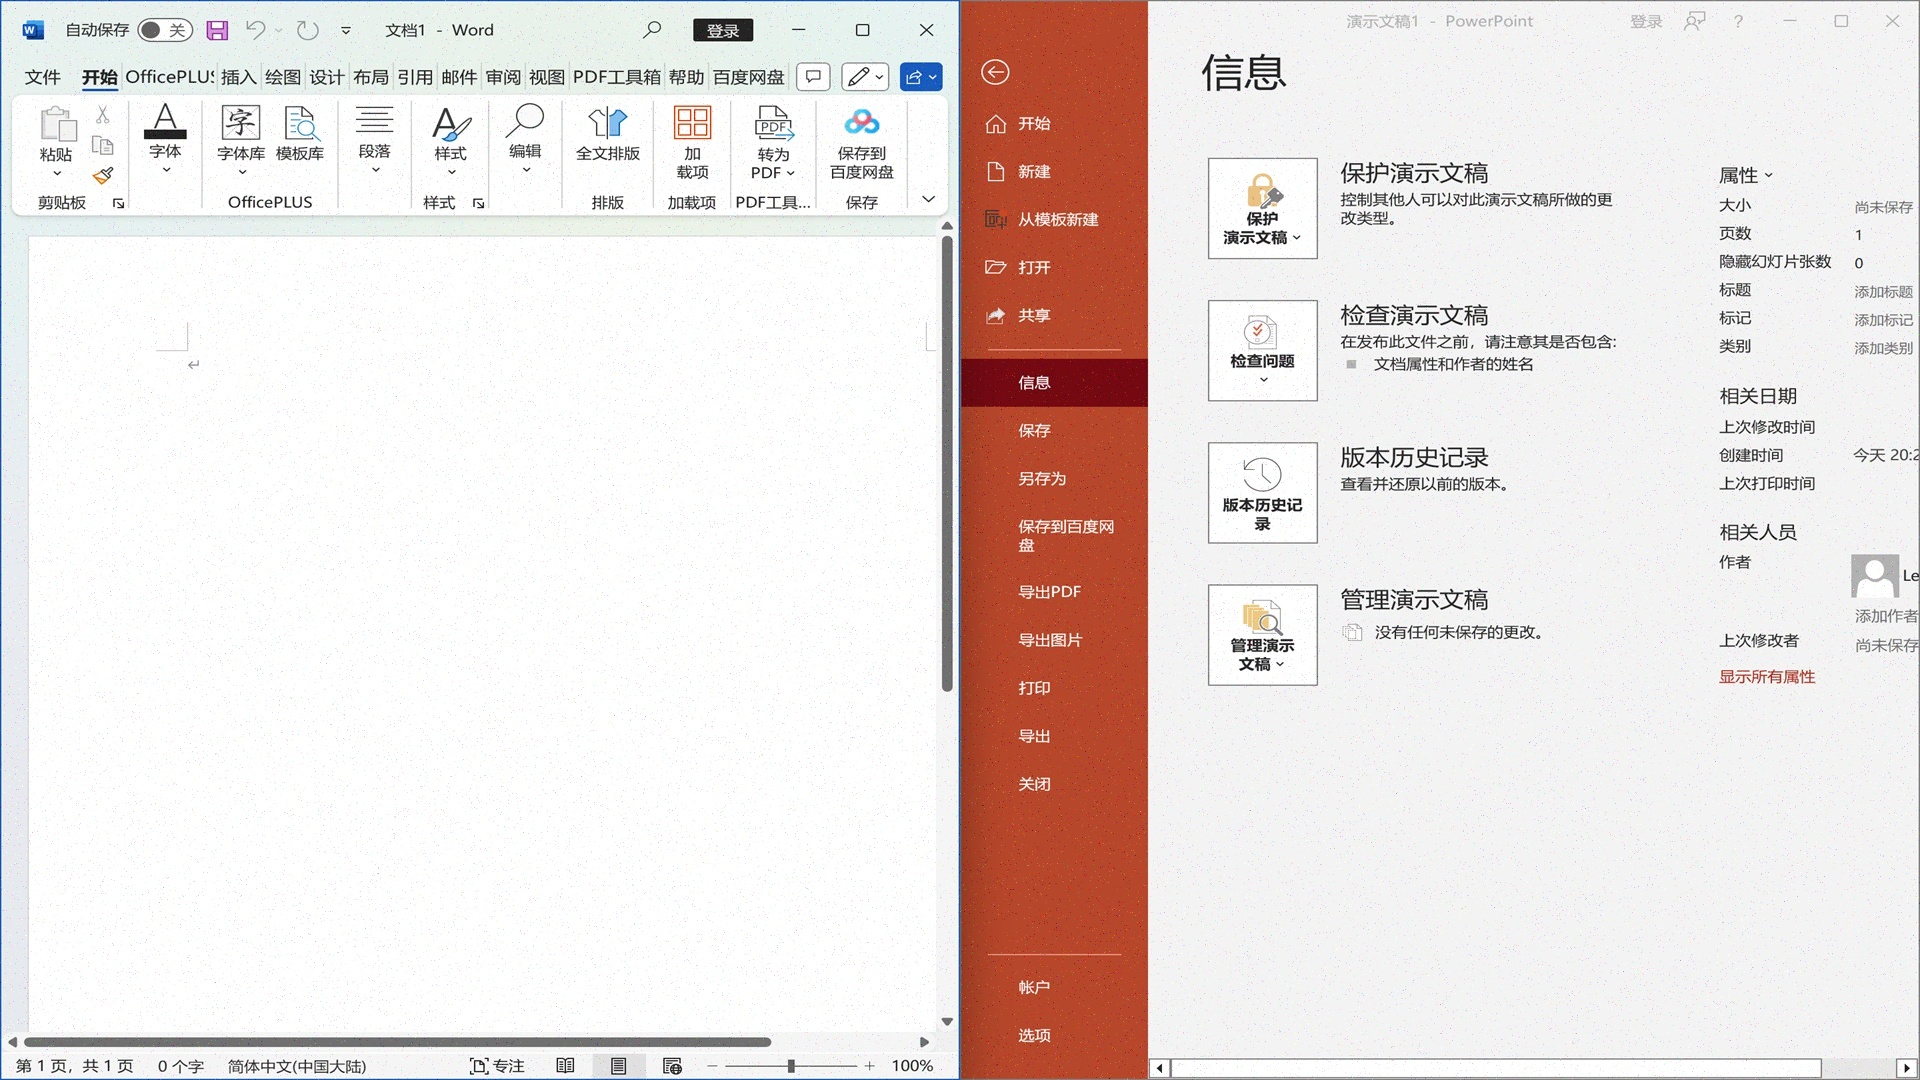 自动保存 关 文档1 - Word 登录
文件 开始 OfficePLUS 插入 绘图 设计 布局 引用 邮件 审阅 视图 PDF工具箱 帮助 百度网盘
粘贴
剪贴板
字体
字体库 模板库
OfficePLUS
段落
样式
样式
编辑
全文排版
排版
加
载项
加载项
PDF
转为
PDF
PDF工具...
保存到
百度网盘
保存
第1页，共1页 0个字 简体中文(中国大陆) 专注 100%
演示文稿1 - PowerPoint 登录 ?
开始
新建
从模板新建
打开
共享
信息
保存
另存为
保存到百度网
盘
导出PDF
导出图片
打印
导出
关闭
帐户
选项
信息
保护
演示文稿
保护演示文稿
控制其他人可以对此演示文稿所做的更
改类型。
检查问题
检查演示文稿
在发布此文件之前，请注意其是否包含:
文档属性和作者的姓名
版本历史记
录
版本历史记录
查看并还原以前的版本。
管理演示
文稿
管理演示文稿
没有任何未保存的更改。
属性
大小 尚未保存
页数 1
隐藏幻灯片张数 0
标题 添加标题
标记 添加标记
类别 添加类别
相关日期
上次修改时间
创建时间 今天 20:2
上次打印时间
相关人员
作者
Le
添加作者
上次修改者 尚未保存
显示所有属性